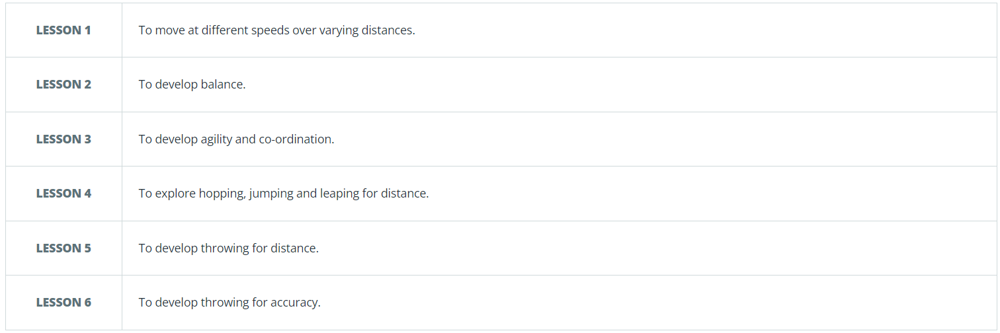 LESSON 1 To move at different speeds over varying distances.
LESSON 2 To develop balance.
LESSON 3 To develop agility and co-ordination.
LESSON 4 To explore hopping, jumping and leaping for distance.
LESSON 5 To develop throwing for distance.
LESSON 6 To develop throwing for accuracy.